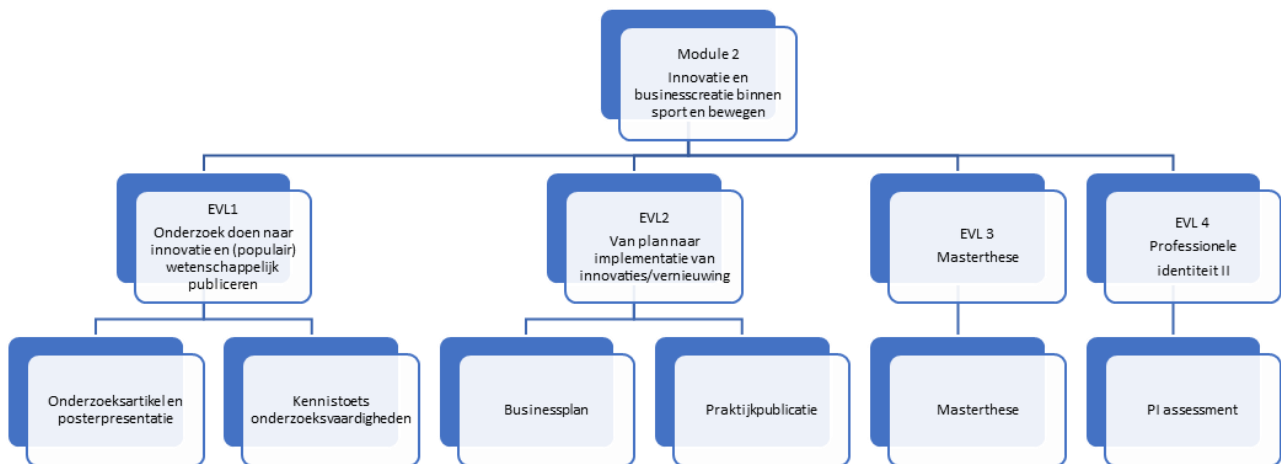 Module 2
Innovatie en
businesscreatie binnen
sport en bewegen
EVL1
Onderzoek doen naar
innovatie en (populair)
wetenschappelijk
publiceren
EVL2
Van plan naar
implementatie van
innovaties/vernieuwing
EVL 3
Masterthese
EVL 4
Professionele
identiteit II
Onderzoeksartikel en
posterpresentatie
Kennistoets
onderzoeksvaardigheden
Businessplan
Praktijkpublicatie
Masterthese
PI assessment